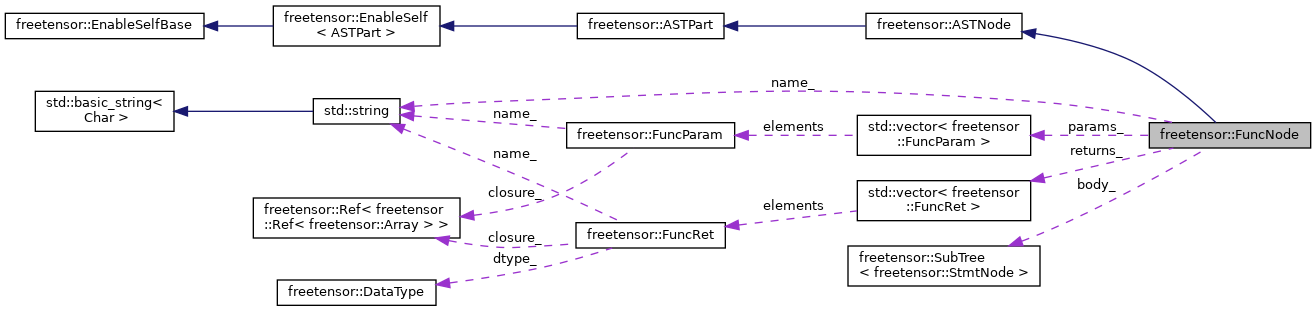 freetensor::EnableSelfBase
freetensor::EnableSelf
< ASTPart >
freetensor::ASTPart
freetensor::ASTNode
name_
std::basic_string<
Char >
std::string
name_
freetensor::FuncParam
elements
std::vector< freetensor
::FuncParam >
params_
freetensor::FuncNode
name_
returns_
closure_
body_
freetensor::Ref< freetensor
::Ref< freetensor::Array > >
elements
std::vector< freetensor
::FuncRet >
closure_
freetensor::FuncRet
dtype_
freetensor::SubTree
< freetensor::StmtNode >
freetensor::DataType